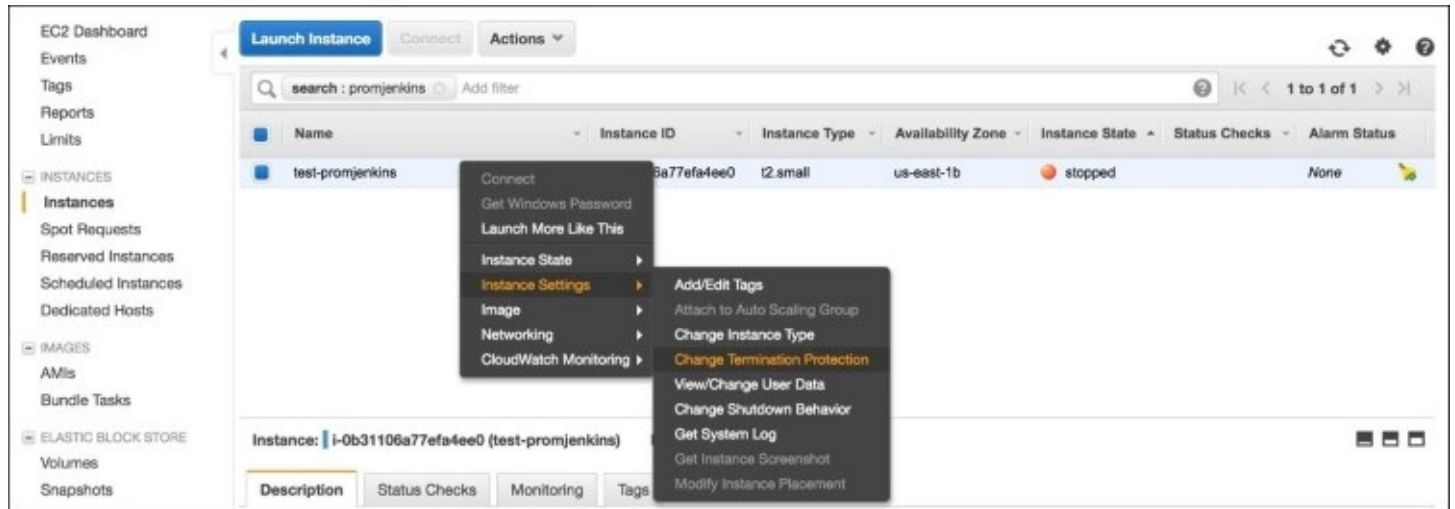 EC2 Dashboard
Events
Tags
Reports
Limits
INSTANCES
Instances
Spot Requests
Reserved Instances
Scheduled Instances
Dedicated Hosts
IMAGES
AMIs
Bundle Tasks
ELASTIC BLOCK STORE
Volumes
Snapshots
Launch Instance Connect Actions
search : promjenkins Add filter 1 to 1 of 1
Name Instance ID Instance Type Availability Zone Instance State Status Checks Alarm Status
test-promjenkins 6a77efa4ee0 t2.small us-east-1b stopped None
Connect
Get Windows Password
Launch More Like This
Instance State
Instance Settings
Image
Networking
CloudWatch Monitoring
Add/Edit Tags
Attach to Auto Scaling Group
Change Instance Type
Change Termination Protection
View/Change User Data
Change Shutdown Behavior
Get System Log
Get Instance Screenshot
Modify Instance Placement
Instance: i-0b31106a77efa4ee0 (test-promjenkins)
Description Status Checks Monitoring Tags